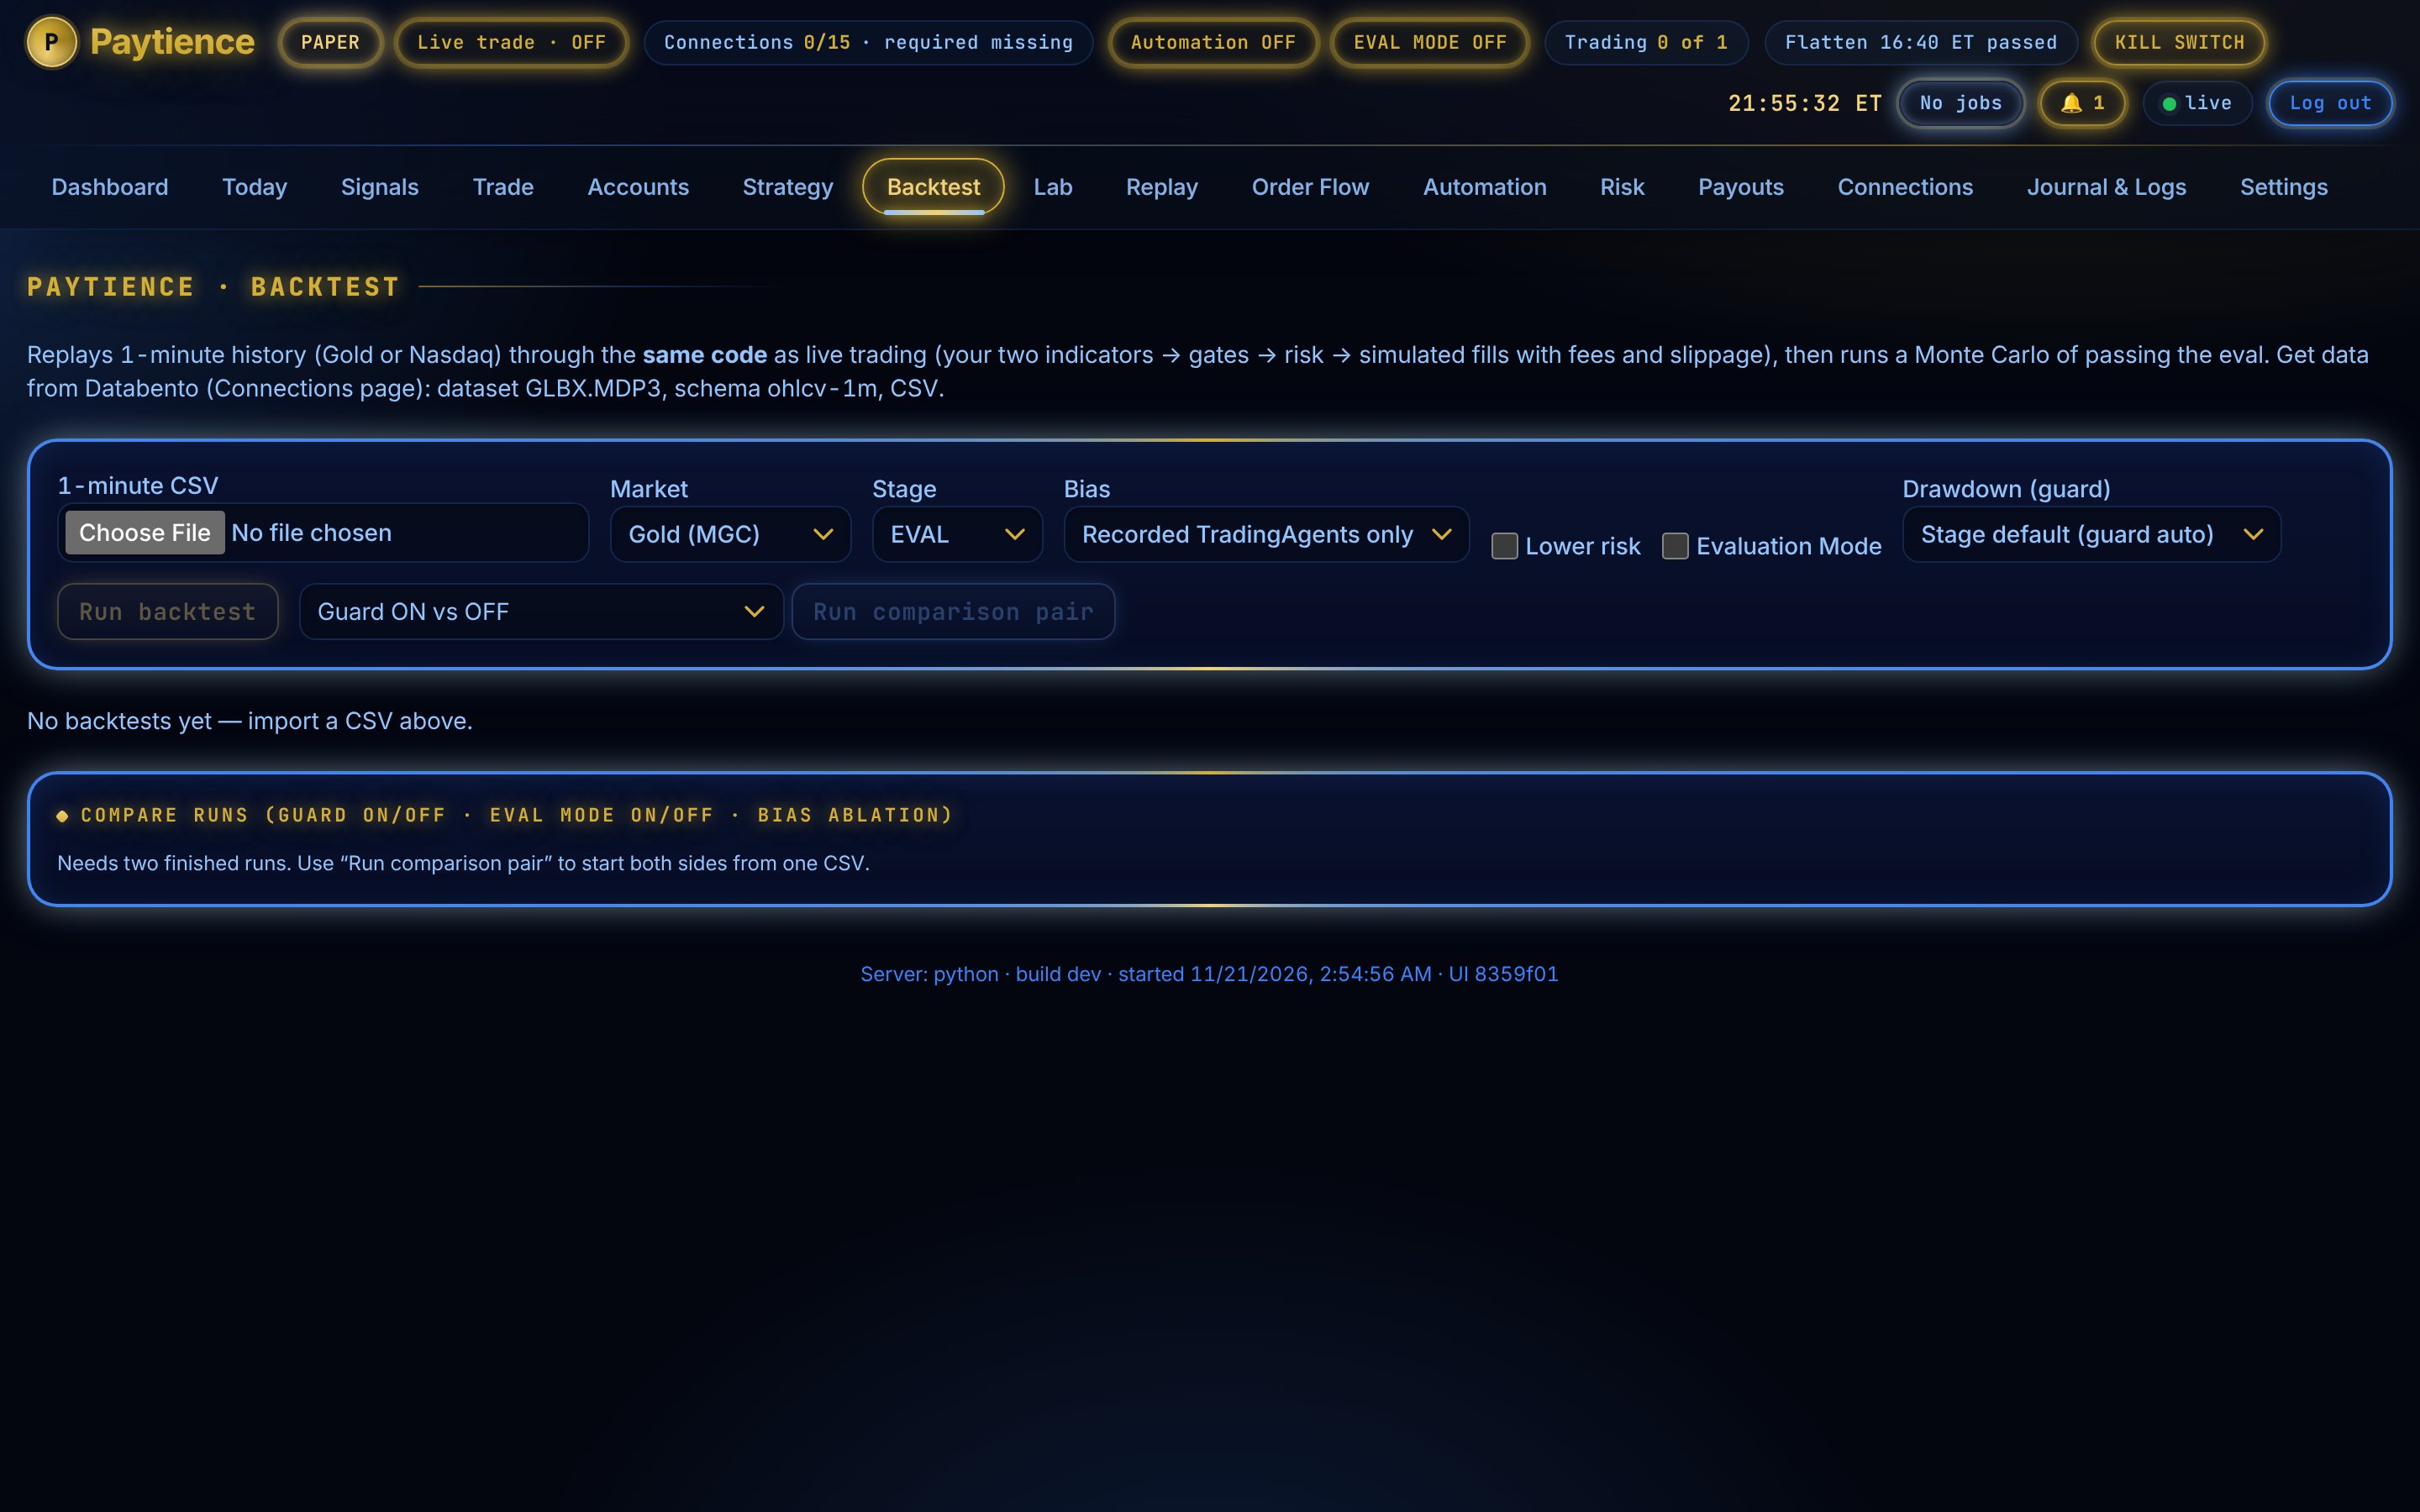 P Paytience PAPER Live trade · OFF Connections 0/15 · required missing Automation OFF EVAL MODE OFF Trading 0 of 1 Flatten 16:40 ET passed KILL SWITCH
21:55:32 ET No jobs 🔔 1 live Log out
Dashboard Today Signals Trade Accounts Strategy Backtest Lab Replay Order Flow Automation Risk Payouts Connections Journal & Logs Settings
PAYTIENCE · BACKTEST
Replays 1-minute history (Gold or Nasdaq) through the same code as live trading (your two indicators → gates → risk → simulated fills with fees and slippage), then runs a Monte Carlo of passing the eval. Get data
from Databento (Connections page): dataset GLBX.MDP3, schema ohlcv-1m, CSV.
1-minute CSV Market Stage Bias Drawdown (guard)
Choose File No file chosen Gold (MGC) EVAL Recorded TradingAgents only Lower risk Evaluation Mode Stage default (guard auto)
Run backtest Guard ON vs OFF Run comparison pair
No backtests yet — import a CSV above.
COMPARE RUNS (GUARD ON/OFF · EVAL MODE ON/OFF · BIAS ABLATION)
Needs two finished runs. Use “Run comparison pair” to start both sides from one CSV.
Server: python · build dev · started 11/21/2026, 2:54:56 AM · UI 8359f01